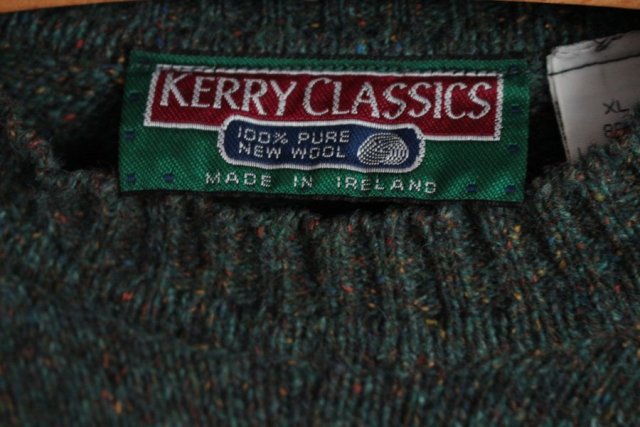 KERRY CLASSICS
100% PURE
NEW WOOL
MADE IN IRELAND
XL